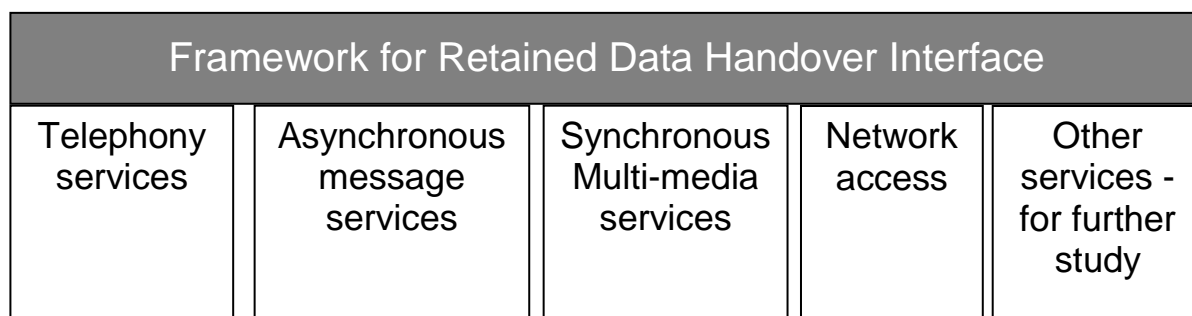 Framework for Retained Data Handover Interface
Telephony
services
Asynchronous
message
services
Synchronous
Multi-media
services
Network
access
Other
services -
for further
study